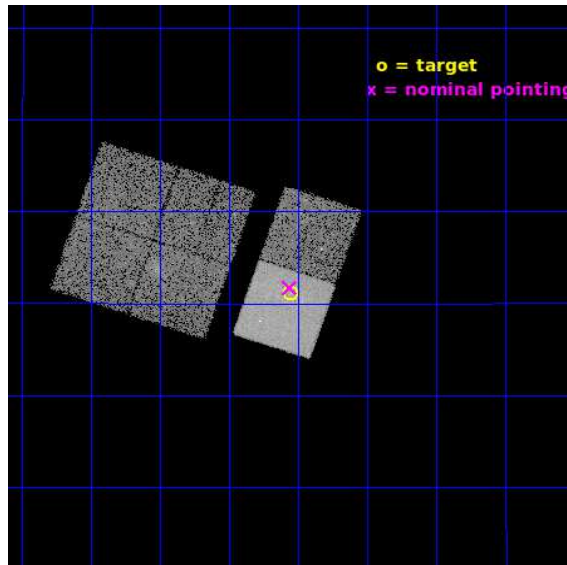 o = target
x = nominal pointing